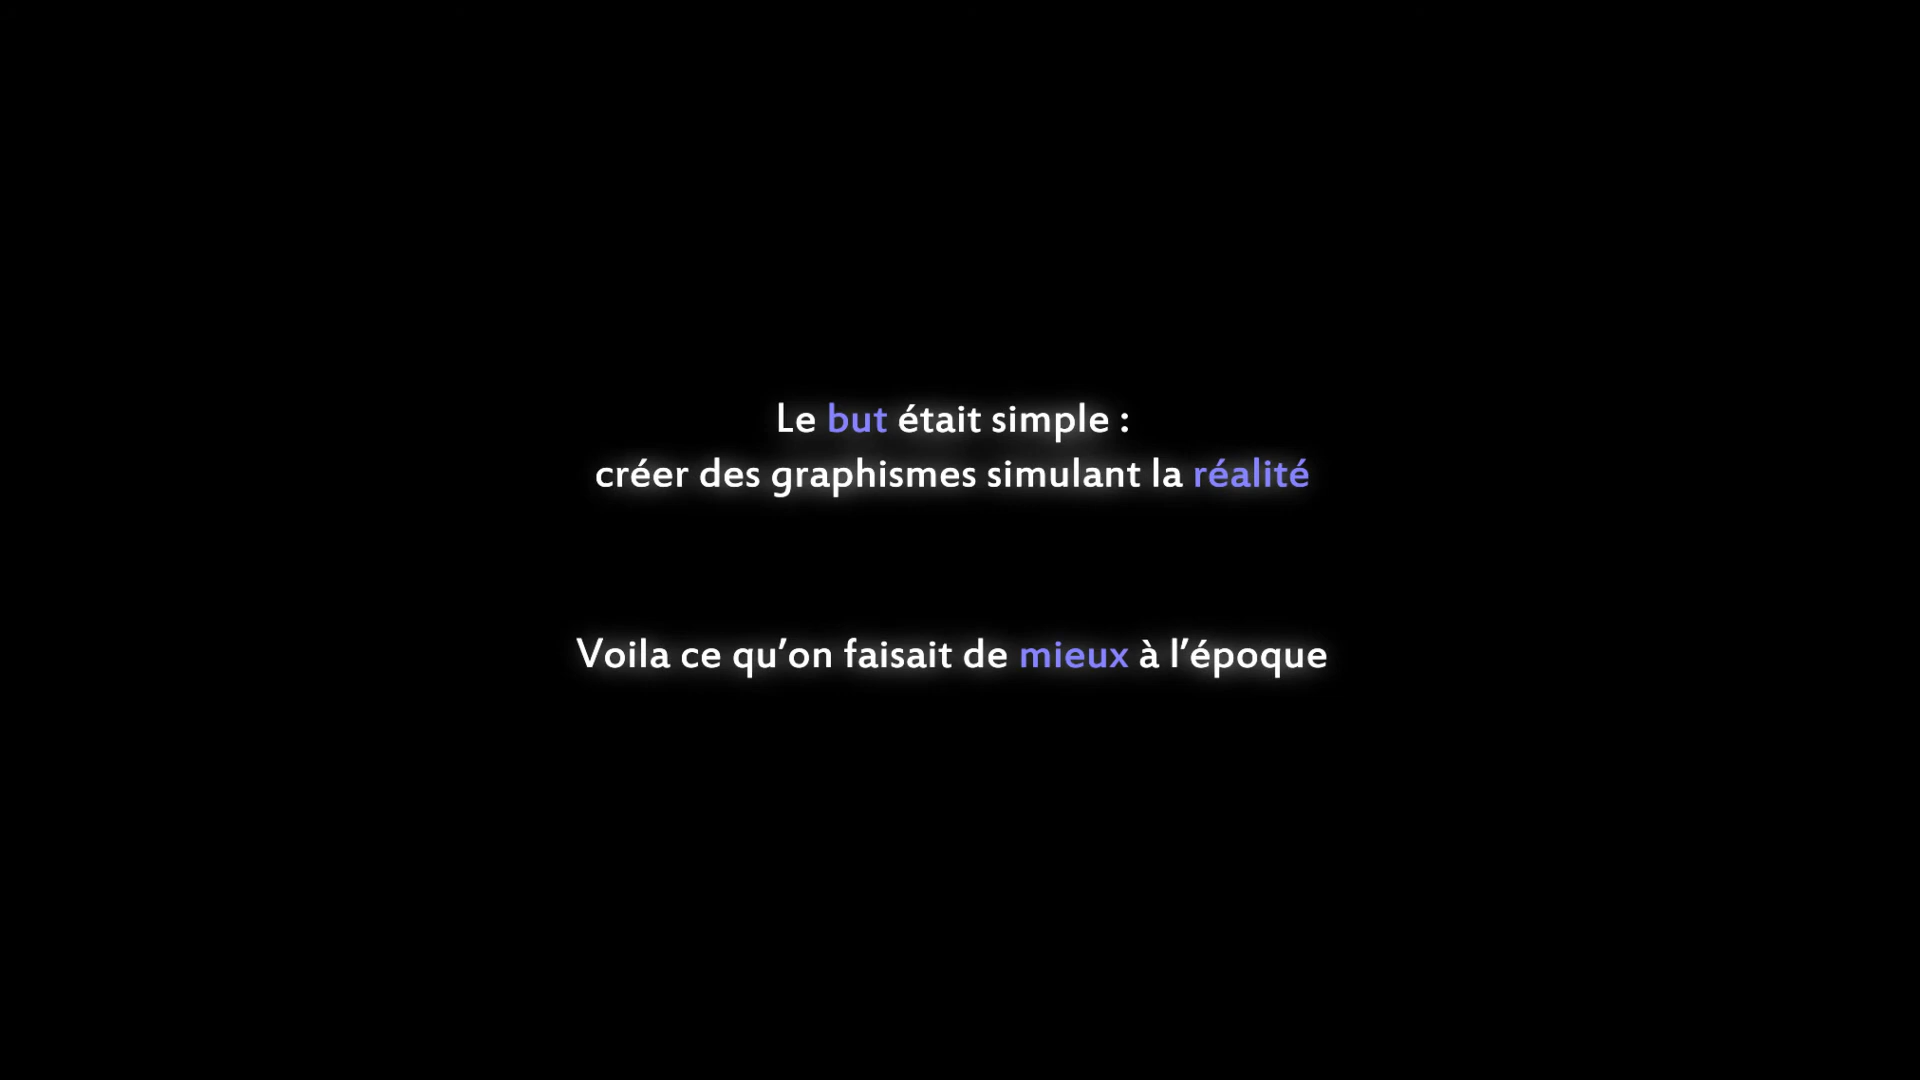 Le but était simple :
créer des graphismes simulant la réalité
Voila ce qu’on faisait de mieux à l’époque